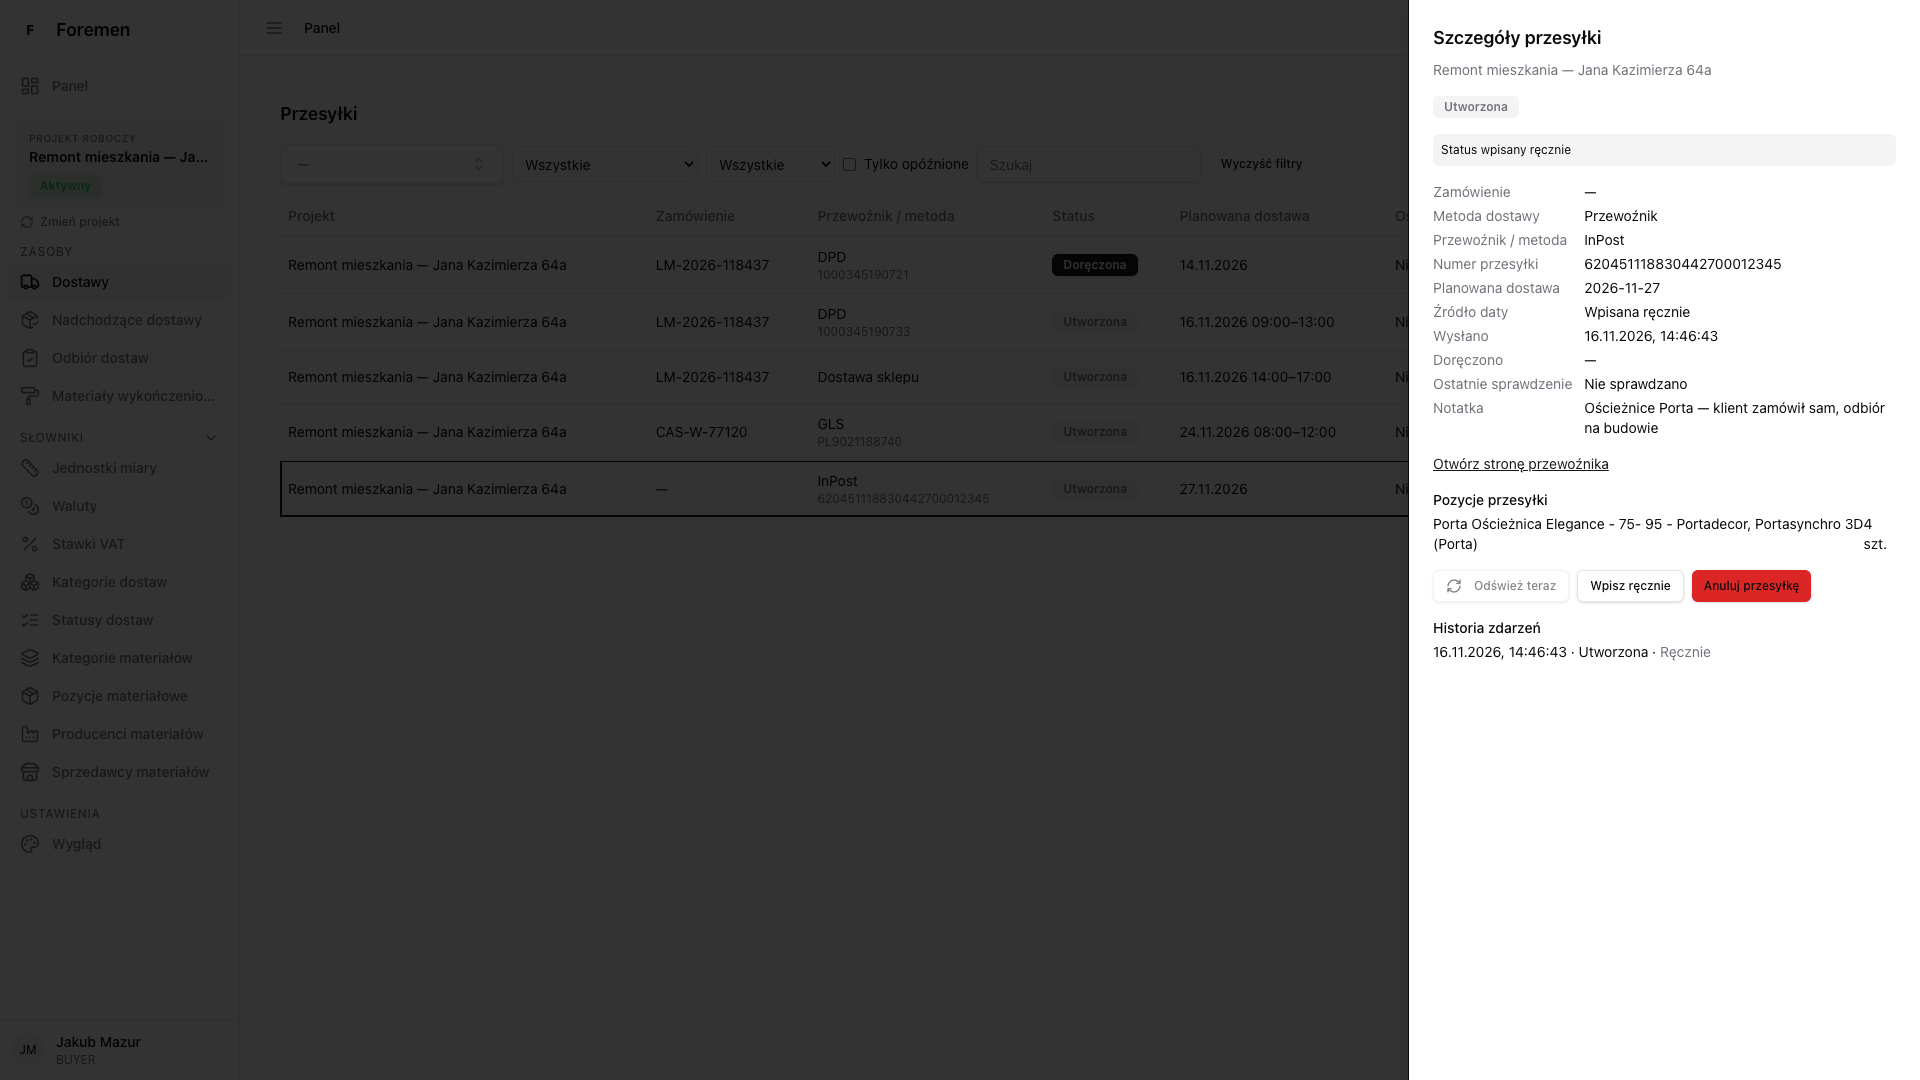 F Foremen
Panel
Panel
PROJEKT ROBOCZY
Remont mieszkania — Ja...
Aktywny
Zmień projekt
ZASOBY
Dostawy
Nadchodzące dostawy
Odbiór dostaw
Materiały wykończenio...
SŁOWNIKI
Jednostki miary
Waluty
Stawki VAT
Kategorie dostaw
Statusy dostaw
Kategorie materiałów
Pozycje materiałowe
Producenci materiałów
Sprzedawcy materiałów
USTAWIENIA
Wygląd
JM Jakub Mazur
BUYER
Przesyłki
— Wszystkie Wszystkie Tylko opóźnione Szukaj Wyczyść filtry
Projekt Zamówienie Przewoźnik / metoda Status Planowana dostawa Os
Remont mieszkania — Jana Kazimierza 64a LM-2026-118437 DPD Doręczona 14.11.2026 Ni
1000345190721
Remont mieszkania — Jana Kazimierza 64a LM-2026-118437 DPD Utworzona 16.11.2026 09:00–13:00 Ni
1000345190733
Remont mieszkania — Jana Kazimierza 64a LM-2026-118437 Dostawa sklepu Utworzona 16.11.2026 14:00–17:00 Ni
Remont mieszkania — Jana Kazimierza 64a CAS-W-77120 GLS Utworzona 24.11.2026 08:00–12:00 Ni
PL9021188740
Remont mieszkania — Jana Kazimierza 64a — InPost Utworzona 27.11.2026 Ni
620451118830442700012345
Szczegóły przesyłki
Remont mieszkania — Jana Kazimierza 64a
Utworzona
Status wpisany ręcznie
Zamówienie —
Metoda dostawy Przewoźnik
Przewoźnik / metoda InPost
Numer przesyłki 620451118830442700012345
Planowana dostawa 2026-11-27
Źródło daty Wpisana ręcznie
Wysłano 16.11.2026, 14:46:43
Doręczono —
Ostatnie sprawdzenie Nie sprawdzano
Notatka Ościeżnice Porta — klient zamówił sam, odbiór
na budowie
Otwórz stronę przewoźnika
Pozycje przesyłki
Porta Ościeżnica Elegance - 75- 95 - Portadecor, Portasynchro 3D4
(Porta) szt.
Odśwież teraz Wpisz ręcznie Anuluj przesyłkę
Historia zdarzeń
16.11.2026, 14:46:43 · Utworzona · Ręcznie